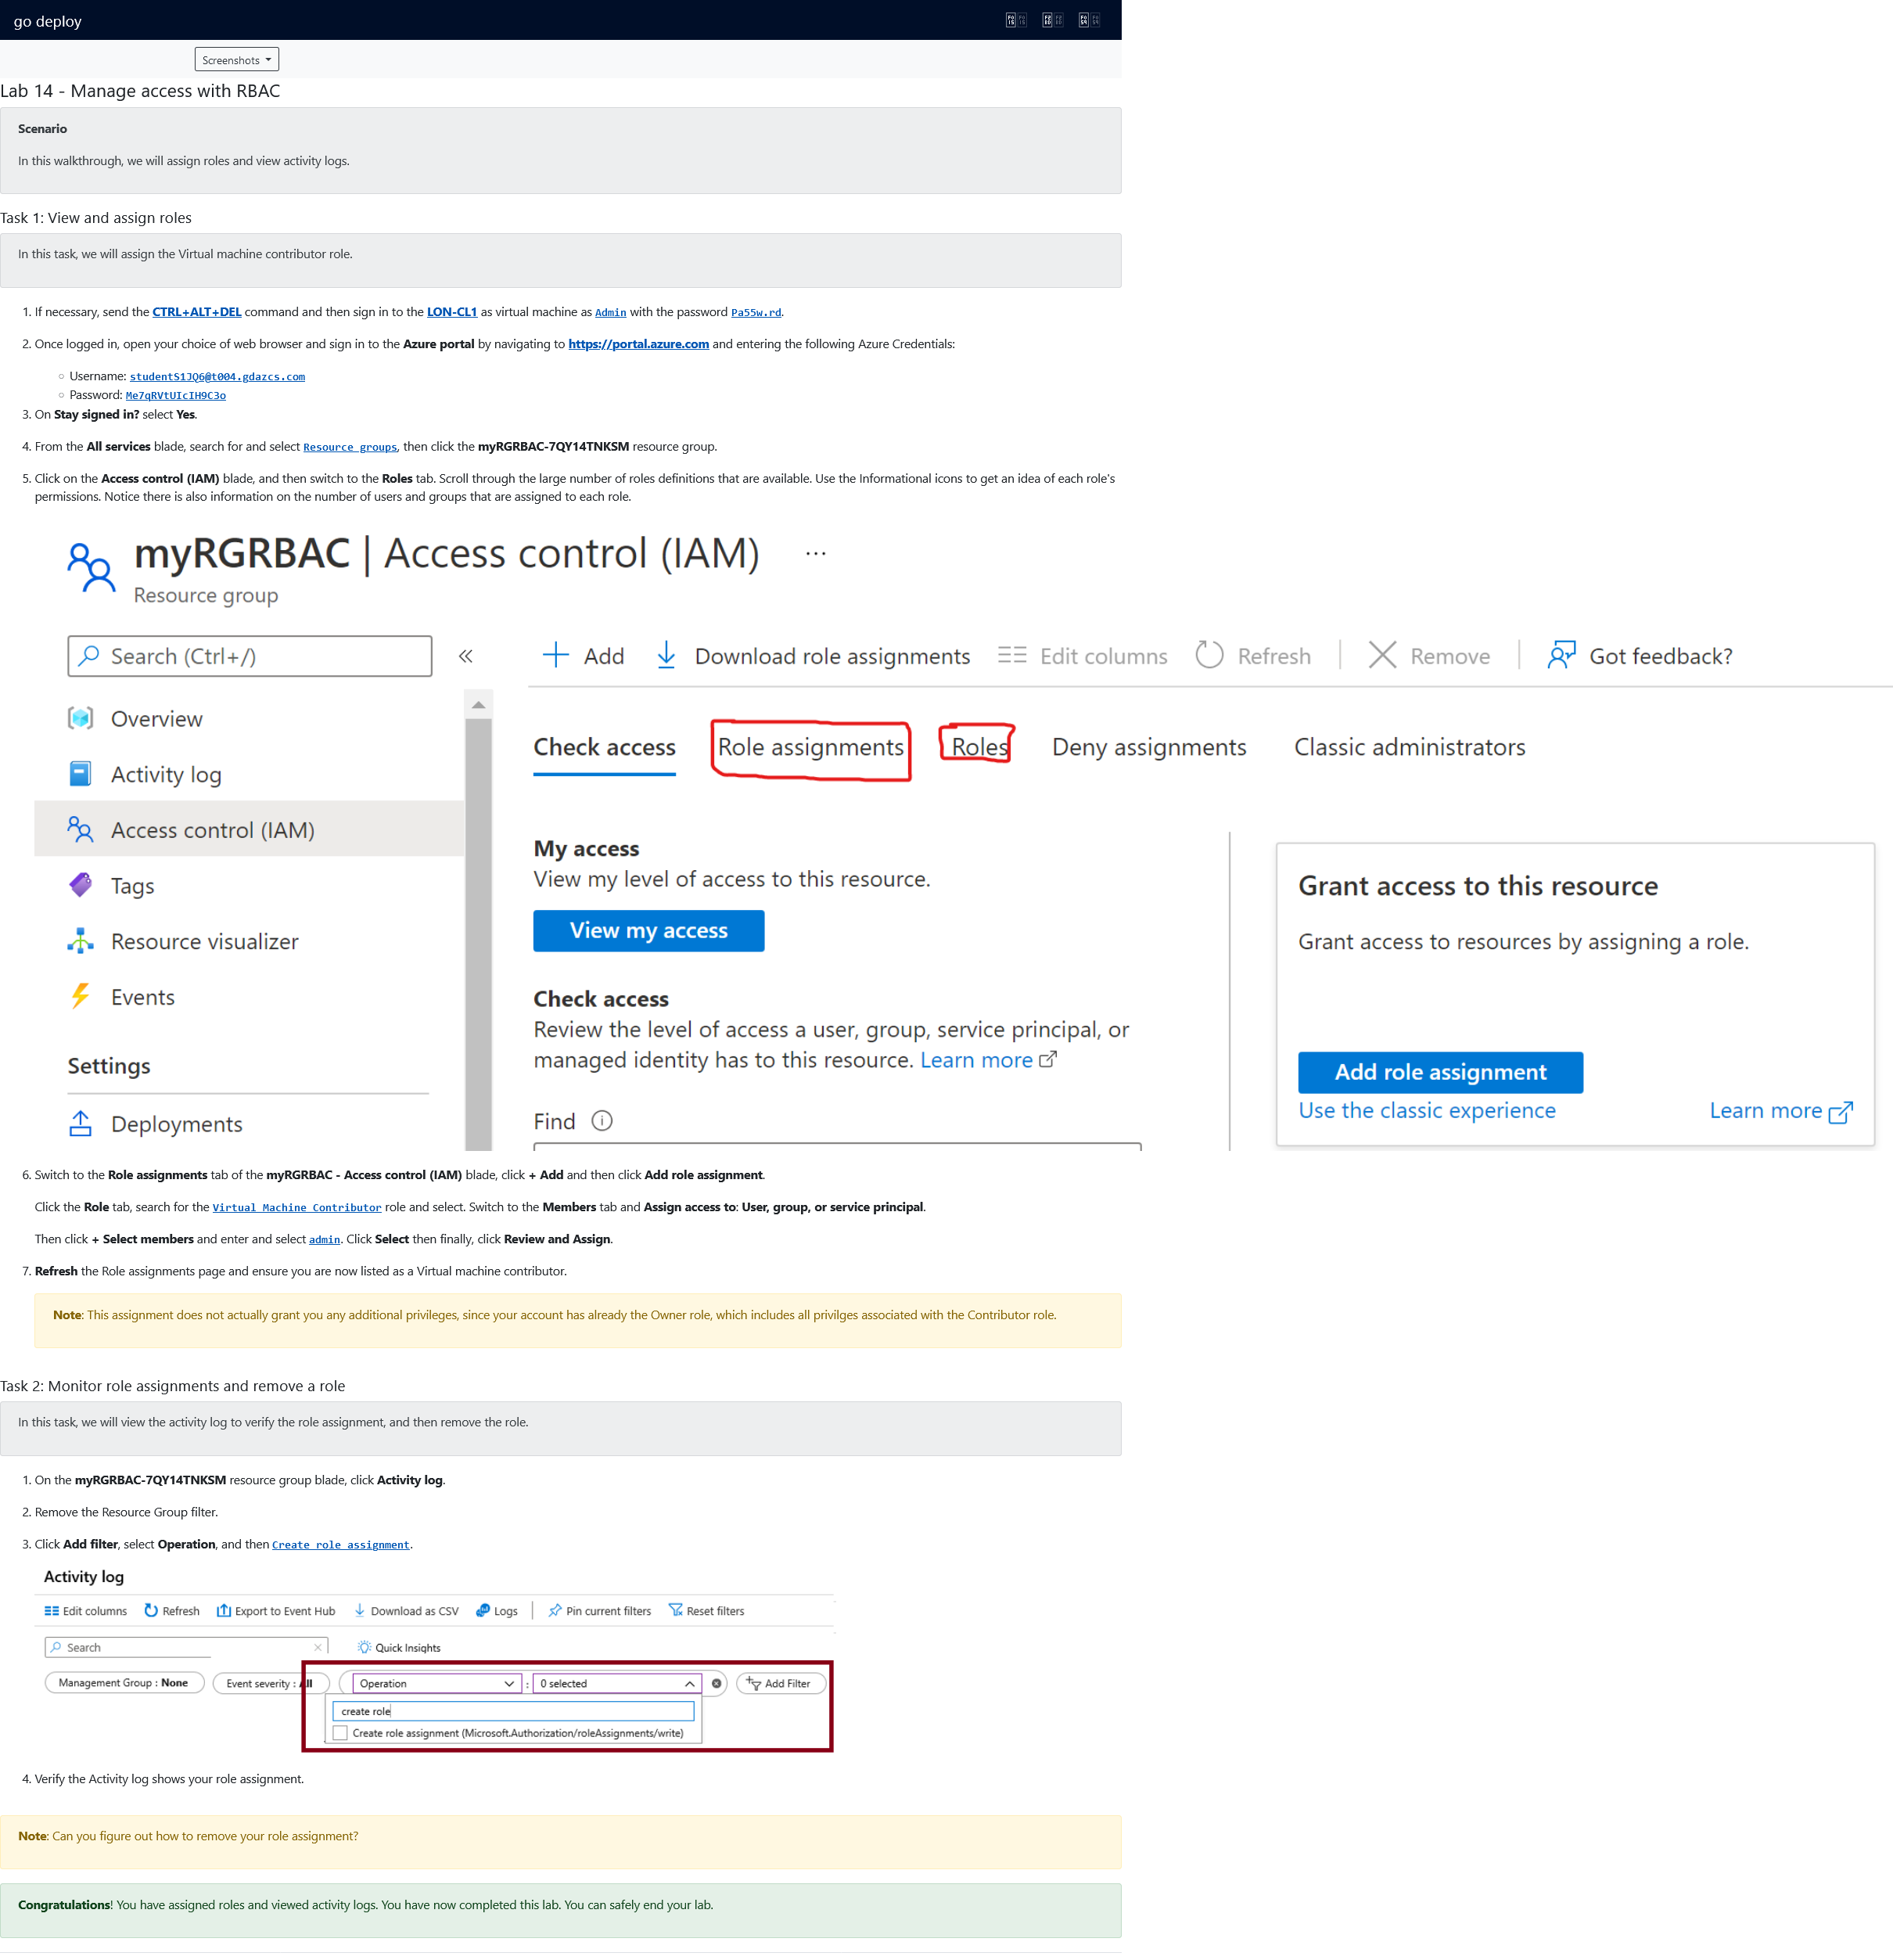 go deploy
Screenshots
Lab 14 - Manage access with RBAC
Scenario
In this walkthrough, we will assign roles and view activity logs.
Task 1: View and assign roles
In this task, we will assign the Virtual machine contributor role.
1. If necessary, send the CTRL+ALT+DEL command and then sign in to the LON-CL1 as virtual machine as Admin with the password Pa55w.rd.
2. Once logged in, open your choice of web browser and sign in to the Azure portal by navigating to https://portal.azure.com and entering the following Azure Credentials:
Username: studentS1JQ6@t004.gdazcs.com
Password: Me7qRVtUIcIH9C3o
3. On Stay signed in? select Yes.
4. From the All services blade, search for and select Resource groups, then click the myRGRBAC-7QY14TNKSM resource group.
5. Click on the Access control (IAM) blade, and then switch to the Roles tab. Scroll through the large number of roles definitions that are available. Use the Informational icons to get an idea of each role's
permissions. Notice there is also information on the number of users and groups that are assigned to each role.
myRGRBAC | Access control (IAM) ...
Resource group
Search (Ctrl+/) «
Add Download role assignments Edit columns Refresh Remove Got feedback?
Overview
Activity log
Access control (IAM)
Tags
Resource visualizer
Events
Settings
Deployments
Check access Role assignments Roles Deny assignments Classic administrators
My access
View my level of access to this resource.
View my access
Check access
Review the level of access a user, group, service principal, or
managed identity has to this resource. Learn more
Find
Grant access to this resource
Grant access to resources by assigning a role.
Add role assignment
Use the classic experience Learn more
6. Switch to the Role assignments tab of the myRGRBAC - Access control (IAM) blade, click + Add and then click Add role assignment.
Click the Role tab, search for the Virtual Machine Contributor role and select. Switch to the Members tab and Assign access to: User, group, or service principal.
Then click + Select members and enter and select admin. Click Select then finally, click Review and Assign.
7. Refresh the Role assignments page and ensure you are now listed as a Virtual machine contributor.
Note: This assignment does not actually grant you any additional privileges, since your account has already the Owner role, which includes all privilges associated with the Contributor role.
Task 2: Monitor role assignments and remove a role
In this task, we will view the activity log to verify the role assignment, and then remove the role.
1. On the myRGRBAC-7QY14TNKSM resource group blade, click Activity log.
2. Remove the Resource Group filter.
3. Click Add filter, select Operation, and then Create role assignment.
Activity log
Edit columns Refresh Export to Event Hub Download as CSV Logs Pin current filters Reset filters
Search Quick Insights
Management Group : None Event severity : All Operation : 0 selected Add Filter
create role
Create role assignment (Microsoft.Authorization/roleAssignments/write)
4. Verify the Activity log shows your role assignment.
Note: Can you figure out how to remove your role assignment?
Congratulations! You have assigned roles and viewed activity logs. You have now completed this lab. You can safely end your lab.